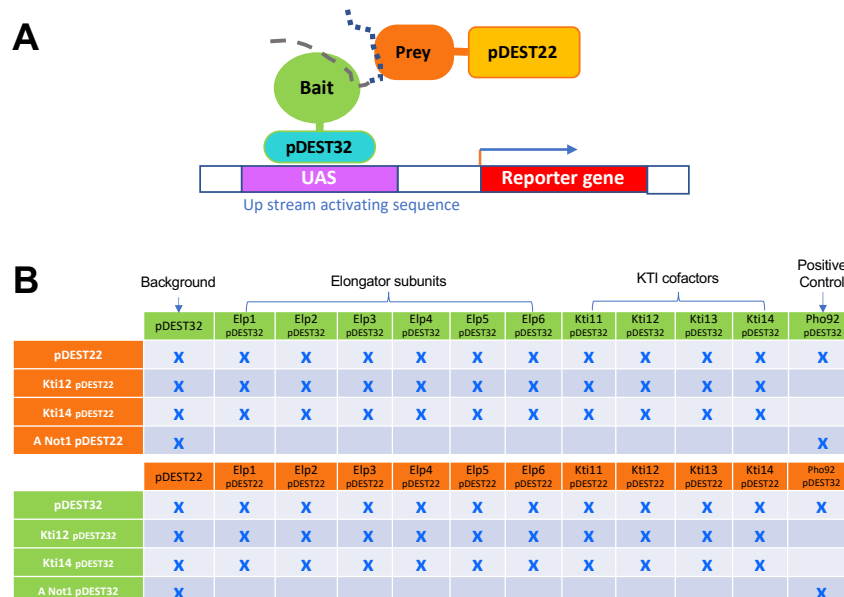 A
Prey
pDEST22
Bait
pDEST32
UAS
Reporter gene
Up stream activating sequence
B
Background
Elongator subunits
KTI cofactors
Positive
Control
pDEST32 Elp1 pDEST32 Elp2 pDEST32 Elp3 pDEST32 Elp4 pDEST32 Elp5 pDEST32 Elp6 pDEST32 Kti11 pDEST32 Kti12 pDEST32 Kti13 pDEST32 Kti14 pDEST32 Pho92 pDEST32
pDEST22 X X X X X X X X X X X X
Kti12 pDEST22 X X X X X X X X X X X
Kti14 pDEST22 X X X X X X X X X X X
A Not1 pDEST22 X X
pDEST22 Elp1 pDEST22 Elp2 pDEST22 Elp3 pDEST22 Elp4 pDEST22 Elp5 pDEST22 Elp6 pDEST22 Kti11 pDEST22 Kti12 pDEST22 Kti13 pDEST22 Kti14 pDEST22 Pho92 pDEST32
pDEST32 X X X X X X X X X X X X
Kti12 pDEST232 X X X X X X X X X X X
Kti14 pDEST32 X X X X X X X X X X X
A Not1 pDEST32 X X